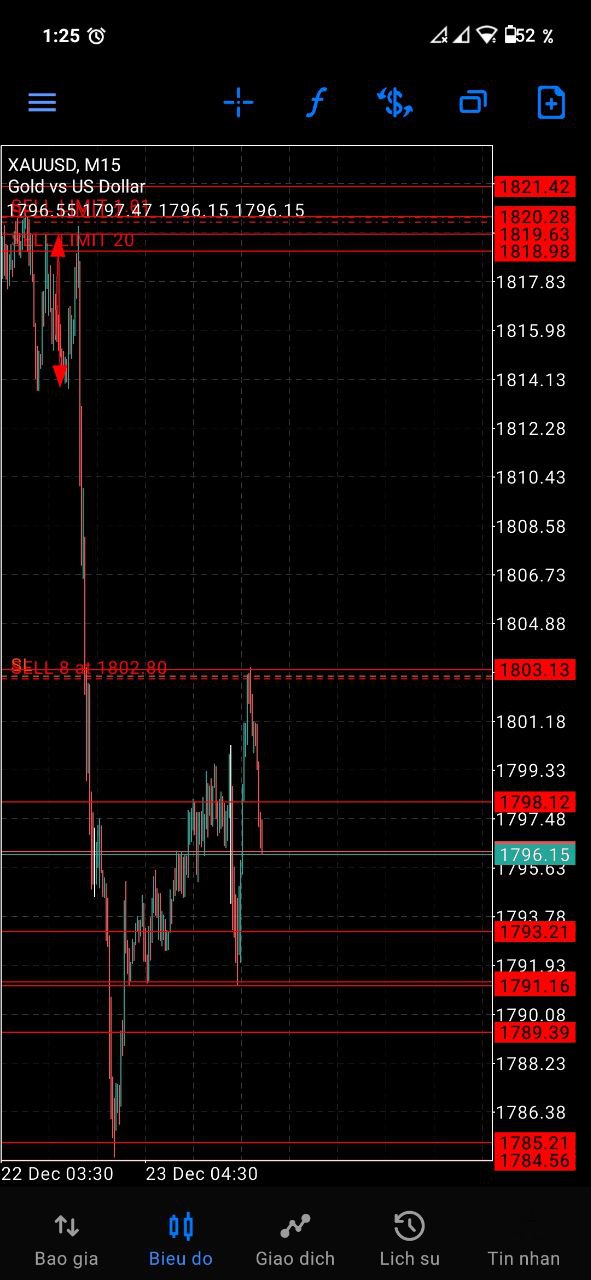 1:25
52 %
XAUUSD, M15
Gold vs US Dollar
1796.55 1797.47 1796.15 1796.15
SELL LIMIT
SELL LIMIT 20
SELL 8 at 1802.80
1821.42
1820.28
1819.63
1818.98
1817.83
1815.98
1814.13
1812.28
1810.43
1808.58
1806.73
1804.88
1803.13
1801.18
1799.33
1798.12
1797.48
1796.15
1795.63
1793.78
1793.21
1791.93
1791.16
1790.08
1789.39
1788.23
1786.38
1785.21
1784.56
22 Dec 03:30
23 Dec 04:30
Bao gia
Bieu do
Giao dich
Lich su
Tin nhan